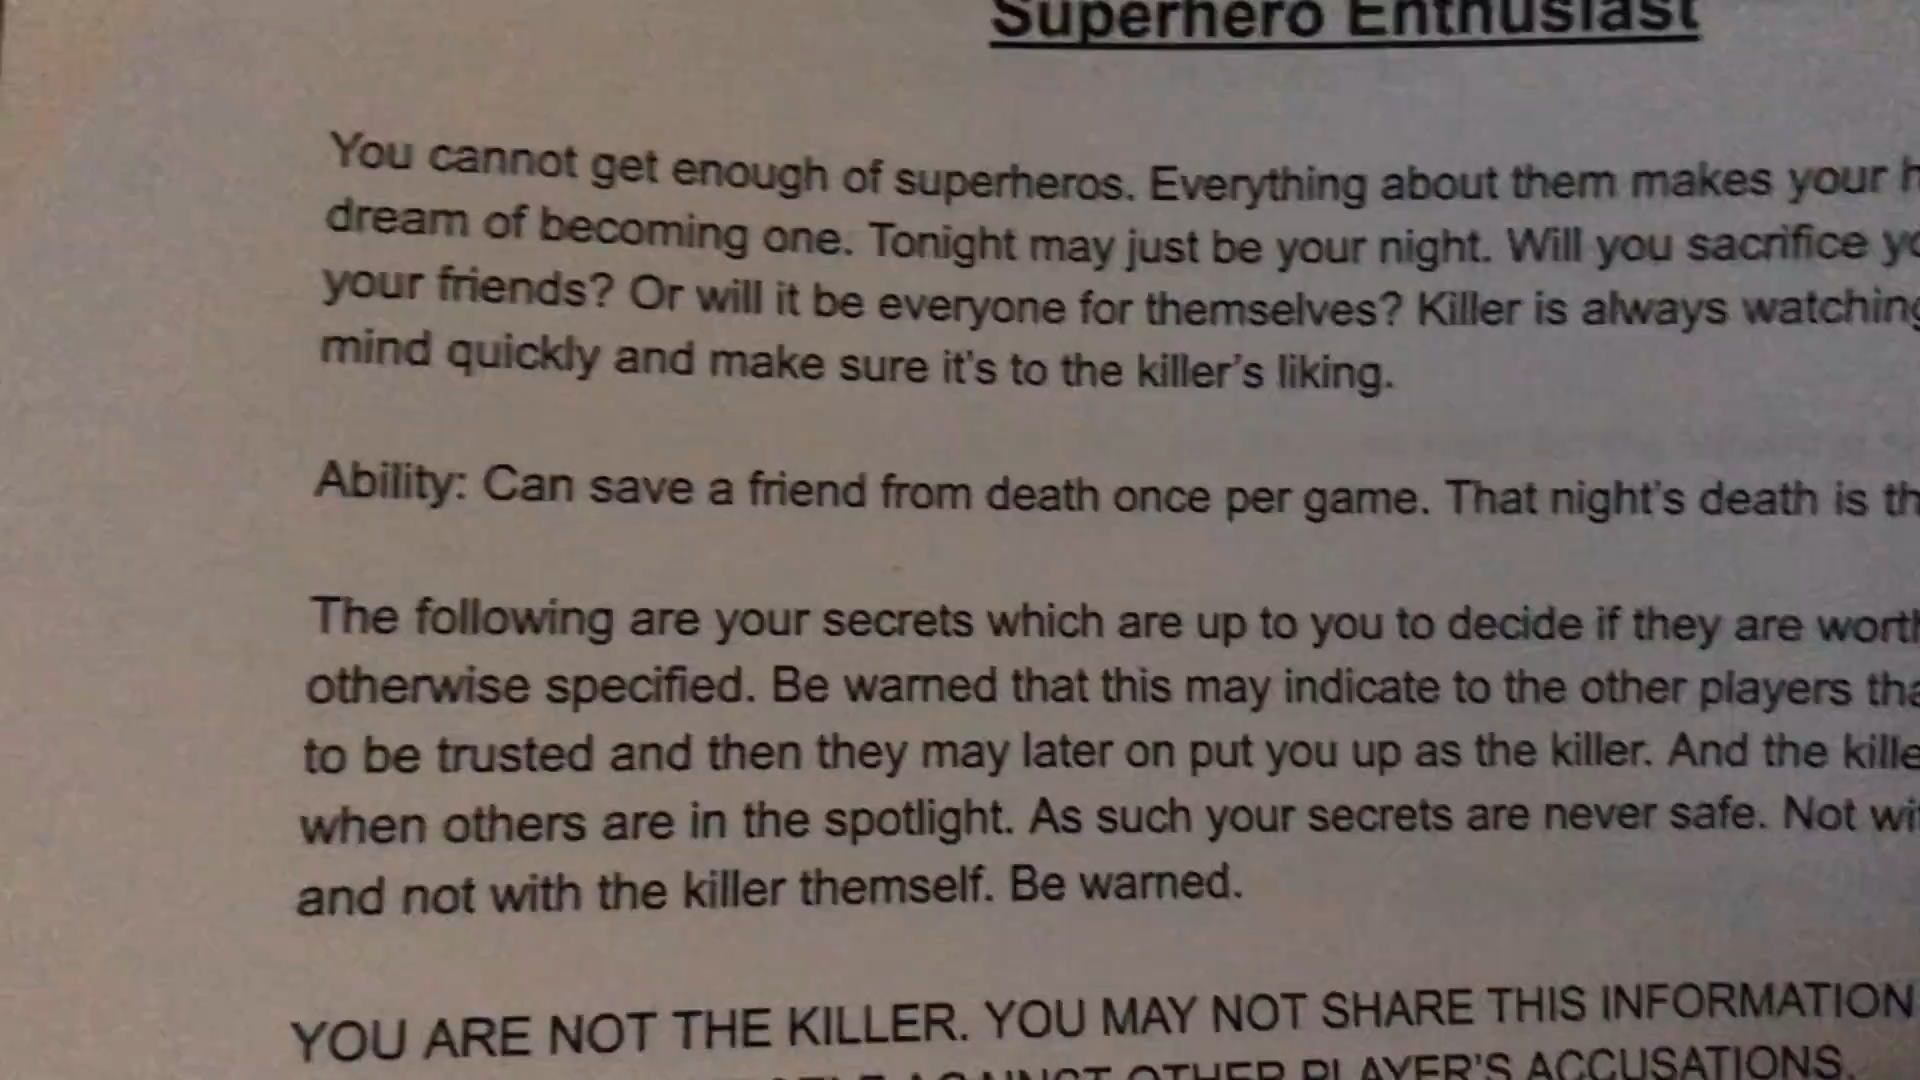 Superhero Enthusiast
You cannot get enough of superheros. Everything about them makes your
dream of becoming one. Tonight may just be your night. Will you sacrifice
your friends? Or will it be everyone for themselves? Killer is always watching
mind quickly and make sure it's to the killer's liking.
Ability: Can save a friend from death once per game. That night's death is
The following are your secrets which are up to you to decide if they are
otherwise specified. Be warned that this may indicate to the other players
to be trusted and then they may later on put you up as the killer. And the
when others are in the spotlight. As such your secrets are never safe. Not
and not with the killer themself. Be warned.
YOU ARE NOT THE KILLER. YOU MAY NOT SHARE THIS INFORMATION
AGAINST OTHER PLAYER'S ACCUSATIONS.